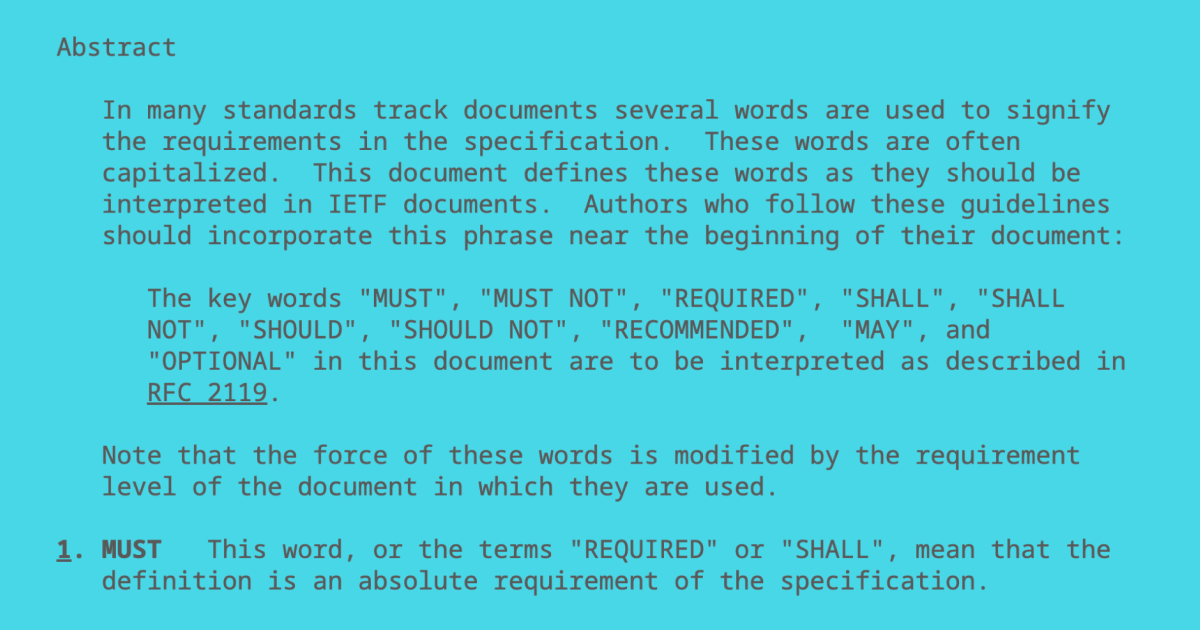 Abstract
In many standards track documents several words are used to signify
the requirements in the specification.  These words are often
capitalized.  This document defines these words as they should be
interpreted in IETF documents.  Authors who follow these guidelines
should incorporate this phrase near the beginning of their document:
The key words "MUST", "MUST NOT", "REQUIRED", "SHALL", "SHALL
NOT", "SHOULD", "SHOULD NOT", "RECOMMENDED",  "MAY", and
"OPTIONAL" in this document are to be interpreted as described in
RFC 2119.
Note that the force of these words is modified by the requirement
level of the document in which they are used.
1. MUST   This word, or the terms "REQUIRED" or "SHALL", mean that the
definition is an absolute requirement of the specification.